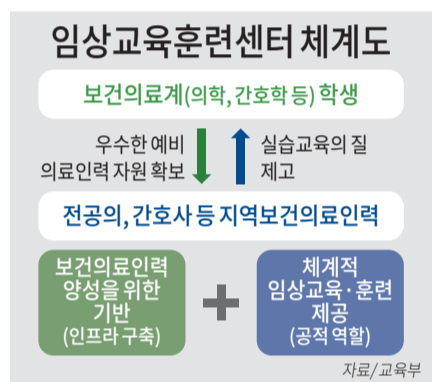 임상교육훈련센터 체계도
보건의료계(의학, 간호학 등) 학생
우수한 예비
의료인력 자원 확보
실습교육의 질
제고
전공의, 간호사 등 지역보건의료인력
보건의료인력
양성을 위한
기반
(인프라 구축)
체계적
임상교육·훈련
제공
(공적 역할)
자료/교육부